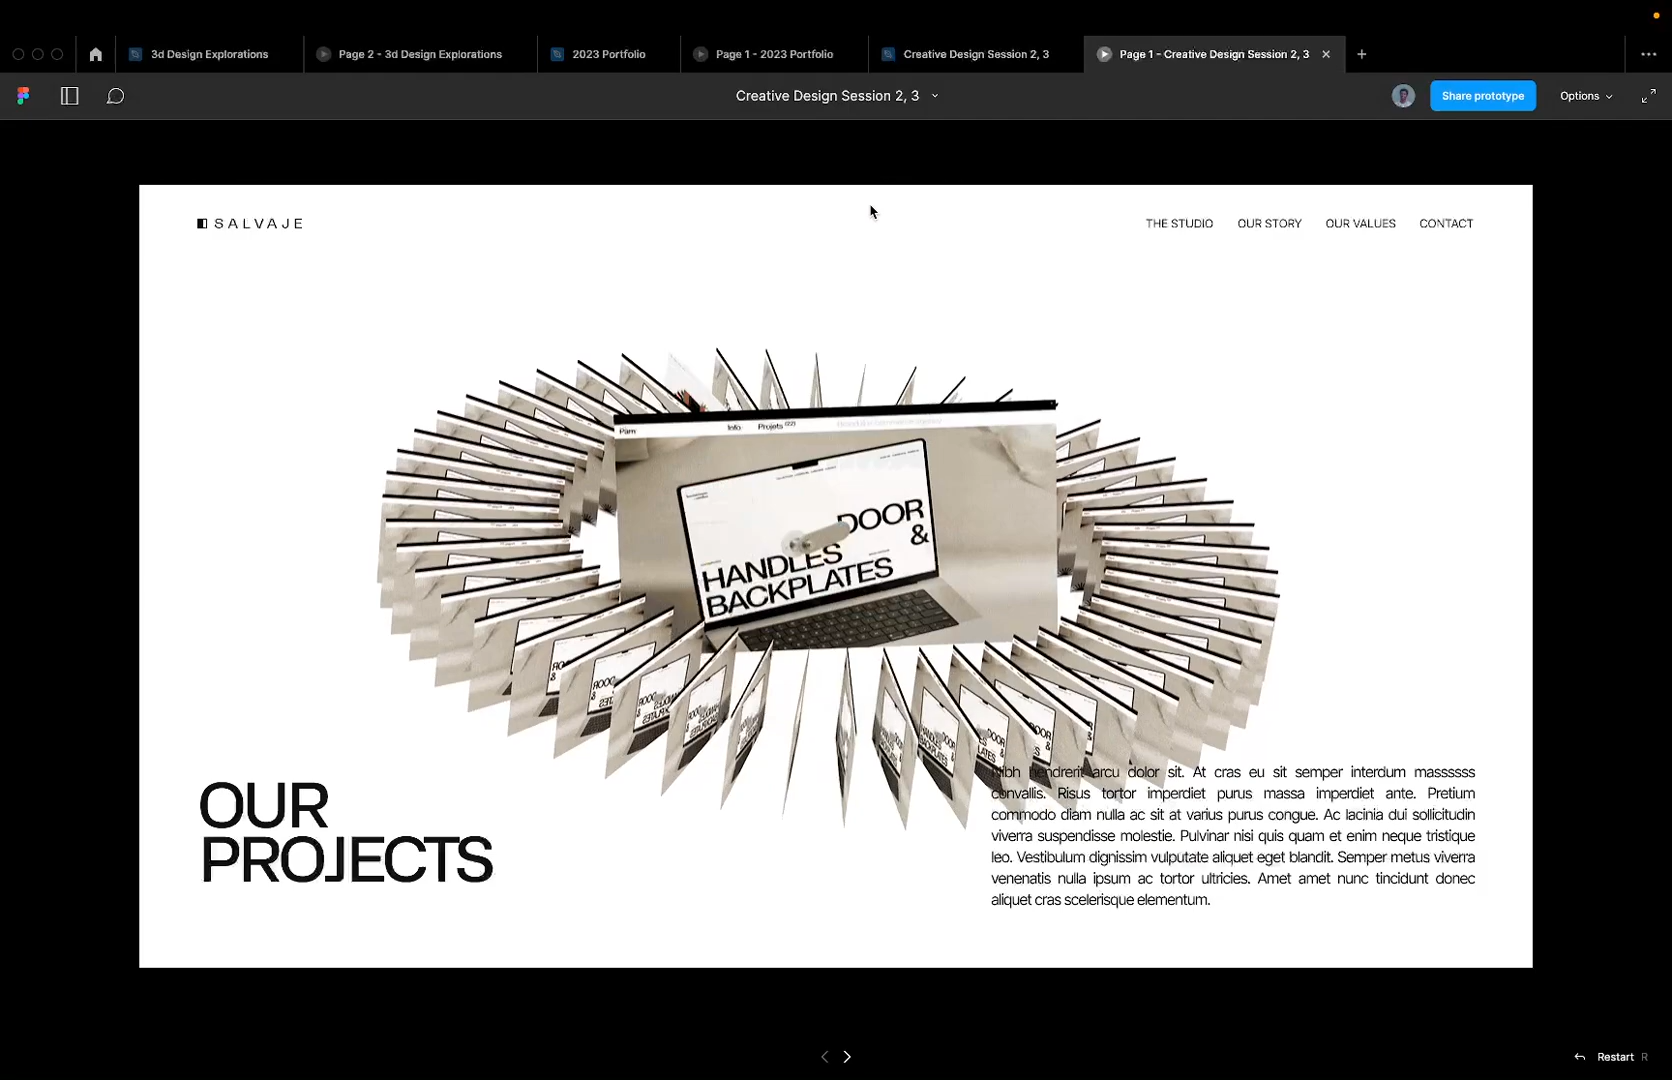 3d Design Explorations
Page 2 - 3d Design Explorations
2023 Portfolio
Page 1 - 2023 Portfolio
Creative Design Session 2, 3
Page 1 - Creative Design Session 2, 3
Creative Design Session 2, 3
Share prototype
Options
SALVAJE
THE STUDIO
OUR STORY
OUR VALUES
CONTACT
Pàm
Info
Projets (22)
DOOR
&
HANDLES
BACKPLATES
OUR
PROJECTS
Nibh hendrerit arcu dolor sit. At cras eu sit semper interdum masssss
convallis. Risus tortor imperdiet purus massa imperdiet ante. Pretium
commodo diam nulla ac sit at varius purus congue. Ac lacinia dui sollicitudin
viverra suspendisse molestie. Pulvinar nisi quis quam et enim neque tristique
leo. Vestibulum dignissim vulputate aliquet eget blandit. Semper metus viverra
venenatis nulla ipsum ac tortor ultricies. Amet amet nunc tincidunt donec
aliquet cras scelerisque elementum.
Restart R